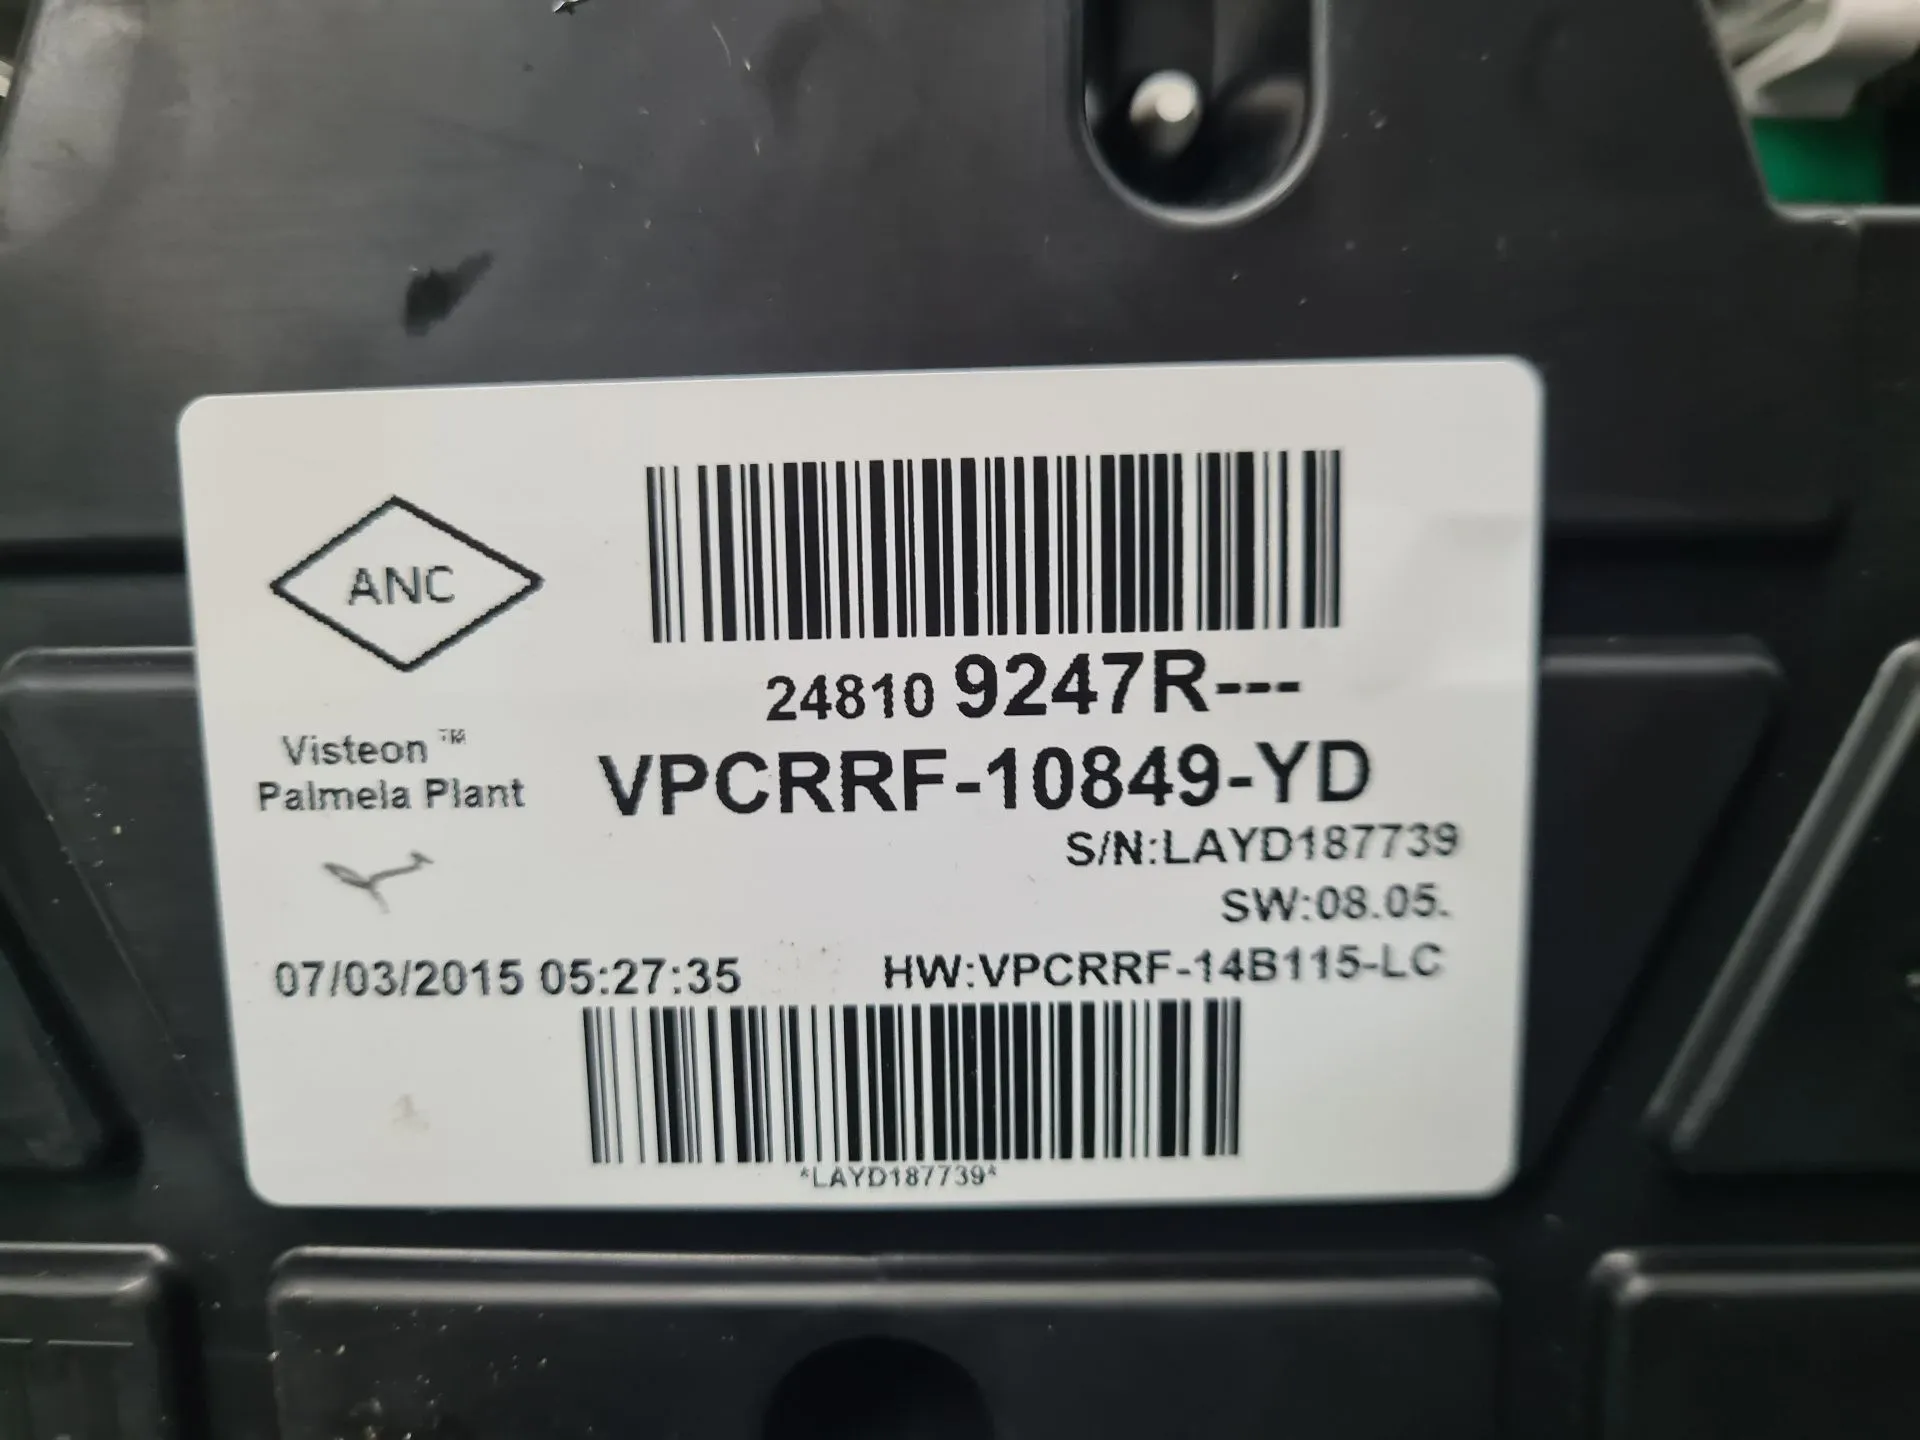 ANC
24810 9247R---
Visteon™
Palmela Plant
VPCRRF-10849-YD
S/N:LAYD187739
SW:08.05.
07/03/2015 05:27:35
HW:VPCRRF-14B115-LC
*LAYD187739*